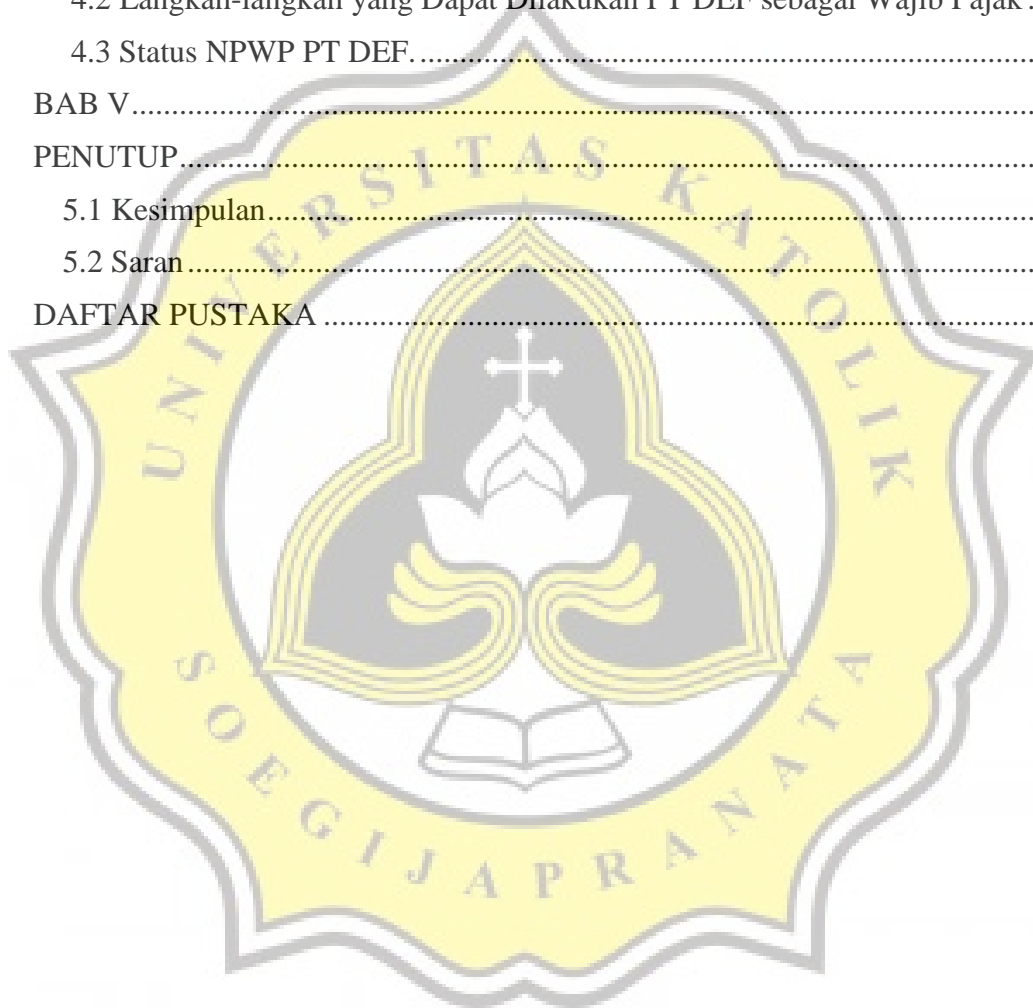 4.2 Langkah-langkah yang Dapat Dilakukan PT DEF sebagai Wajib Pajak .
4.3 Status NPWP PT DEF. ........................................................................
BAB V........................................................................................................
PENUTUP..................................................................................................
5.1 Kesimpulan.........................................................................................
5.2 Saran ...................................................................................................
DAFTAR PUSTAKA ................................................................................
UNIVERSITAS KATOLIK
SOEGIJAPRANATA